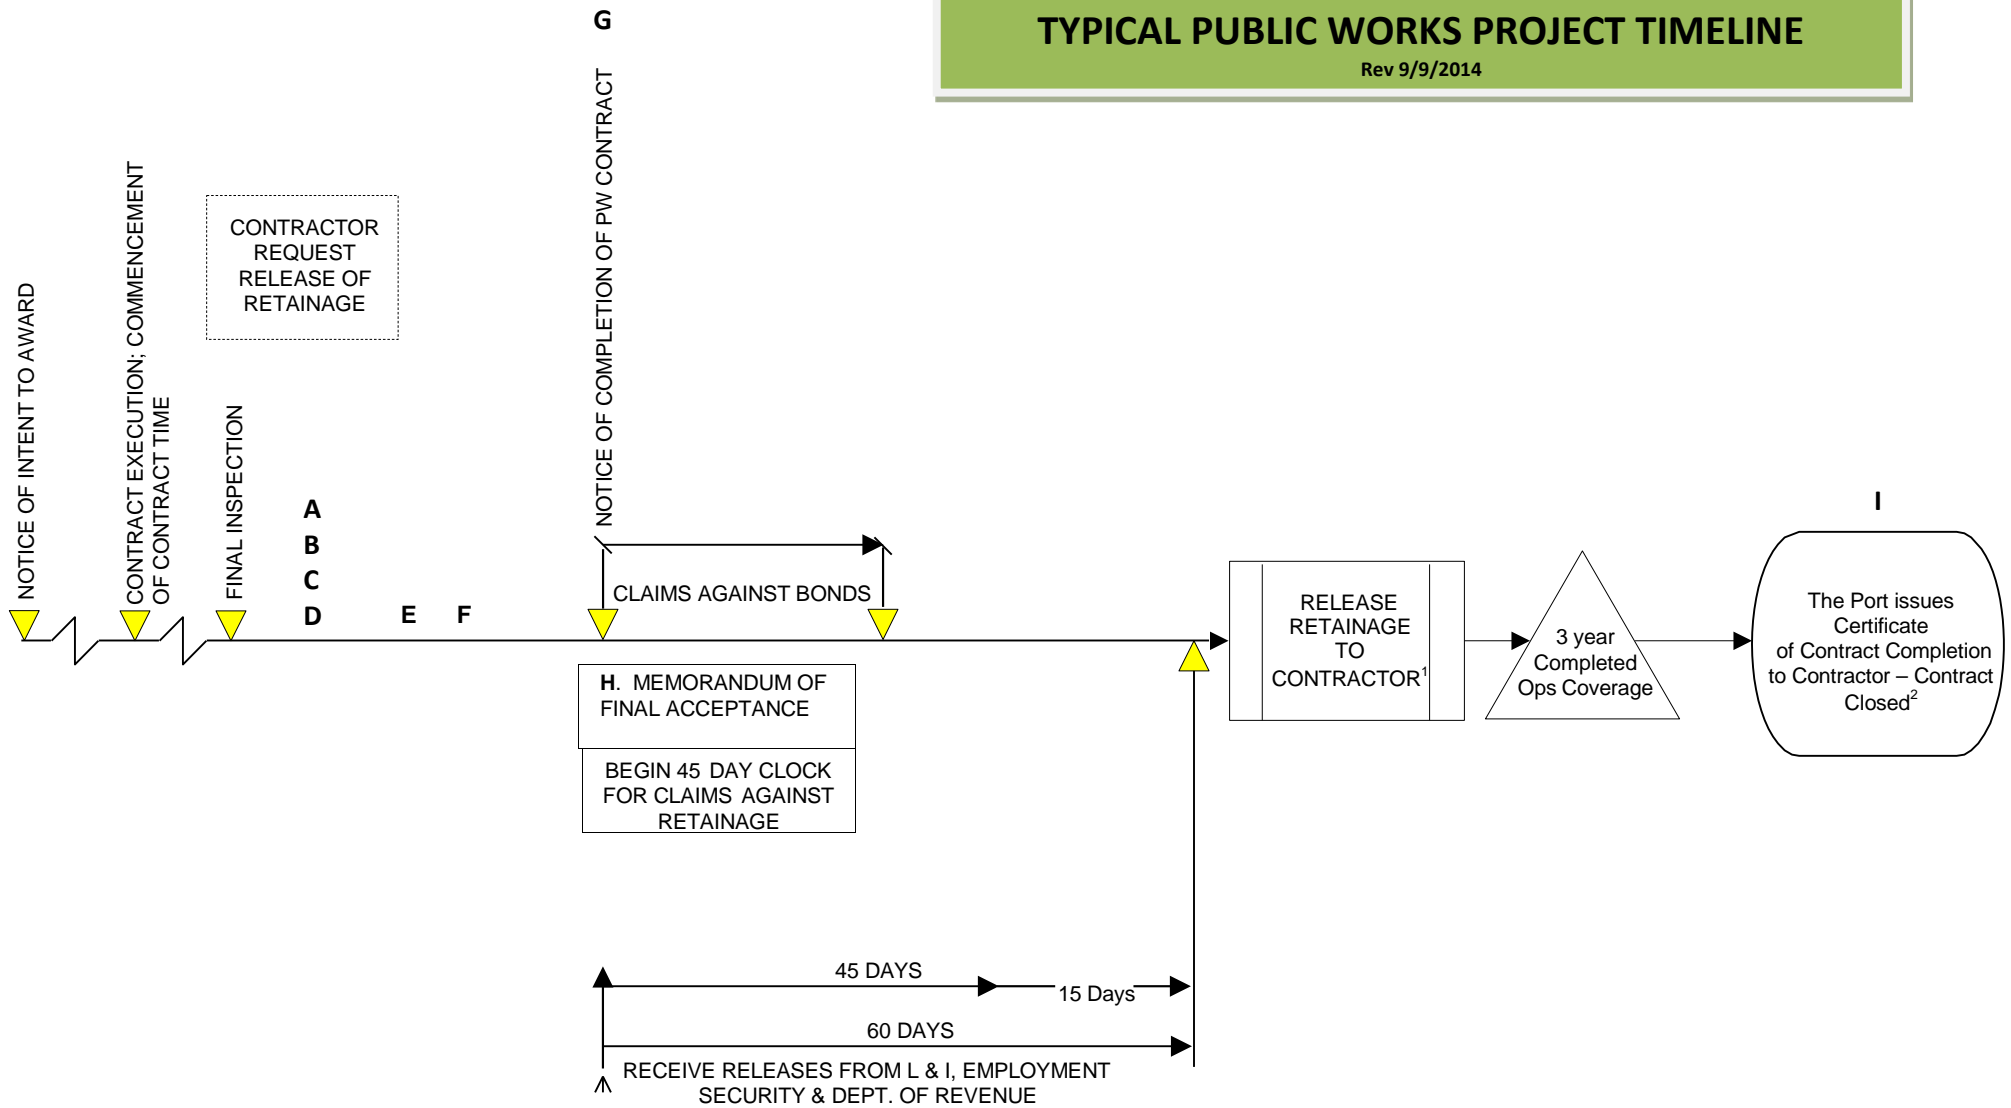 G
TYPICAL PUBLIC WORKS PROJECT TIMELINE
Rev 9/9/2014
NOTICE OF INTENT TO AWARD
CONTRACT EXECUTION; COMMENCEMENT
OF CONTRACT TIME
FINAL INSPECTION
CONTRACTOR
REQUEST
RELEASE OF
RETAINAGE
A
B
C
D
E
F
NOTICE OF COMPLETION OF PW CONTRACT
CLAIMS AGAINST BONDS
H. MEMORANDUM OF
FINAL ACCEPTANCE
BEGIN 45 DAY CLOCK
FOR CLAIMS AGAINST
RETAINAGE
45 DAYS
15 Days
60 DAYS
RECEIVE RELEASES FROM L & I, EMPLOYMENT
SECURITY & DEPT. OF REVENUE
RELEASE
RETAINAGE
TO
CONTRACTOR1
3 year
Completed
Ops Coverage
I
The Port issues
Certificate
of Contract Completion
to Contractor – Contract
Closed2